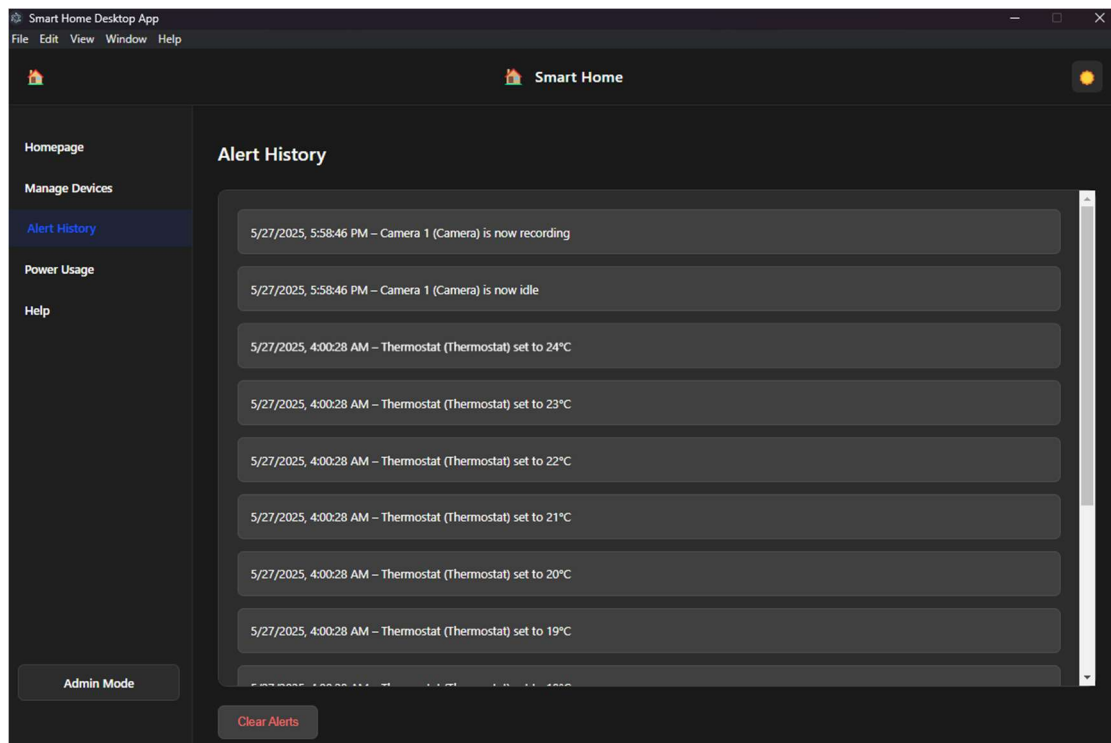 Smart Home Desktop App
File Edit View Window Help
Smart Home
Homepage
Manage Devices
Alert History
Power Usage
Help
Admin Mode
Alert History
5/27/2025, 5:58:46 PM – Camera 1 (Camera) is now recording
5/27/2025, 5:58:46 PM – Camera 1 (Camera) is now idle
5/27/2025, 4:00:28 AM – Thermostat (Thermostat) set to 24°C
5/27/2025, 4:00:28 AM – Thermostat (Thermostat) set to 23°C
5/27/2025, 4:00:28 AM – Thermostat (Thermostat) set to 22°C
5/27/2025, 4:00:28 AM – Thermostat (Thermostat) set to 21°C
5/27/2025, 4:00:28 AM – Thermostat (Thermostat) set to 20°C
5/27/2025, 4:00:28 AM – Thermostat (Thermostat) set to 19°C
Clear Alerts